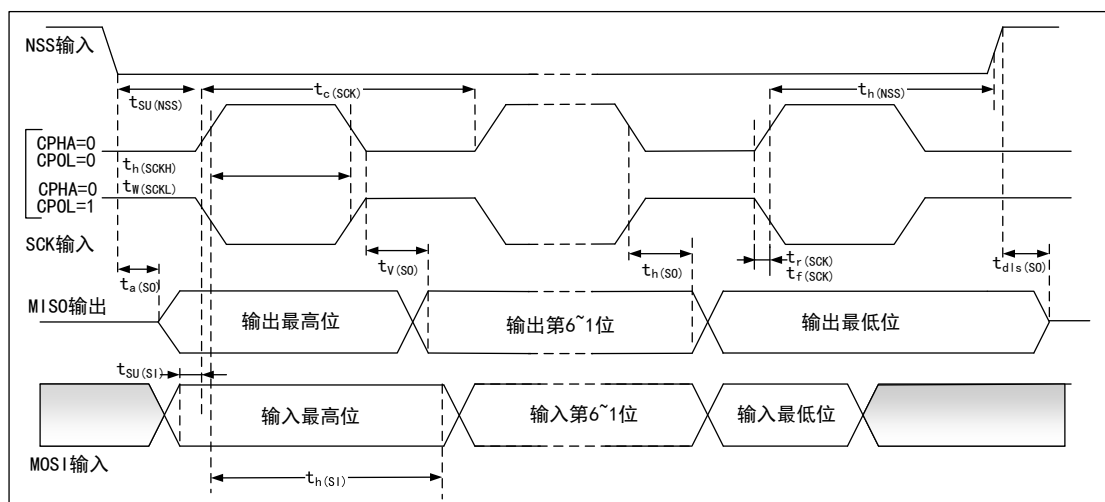 NSS输入
tSU(NSS)
tc(SCK)
th(NSS)
CPHA=0
CPOL=0
th(SCKH)
tW(SCKL)
CPHA=0
CPOL=1
SCK输入
ta(SO)
tV(SO)
th(SO)
tr(SCK)
tf(SCK)
tdls(SO)
MISO输出
输出最高位
输出第6~1位
输出最低位
tSU(SI)
输入最高位
输入第6~1位
输入最低位
MOSI输入
th(SI)